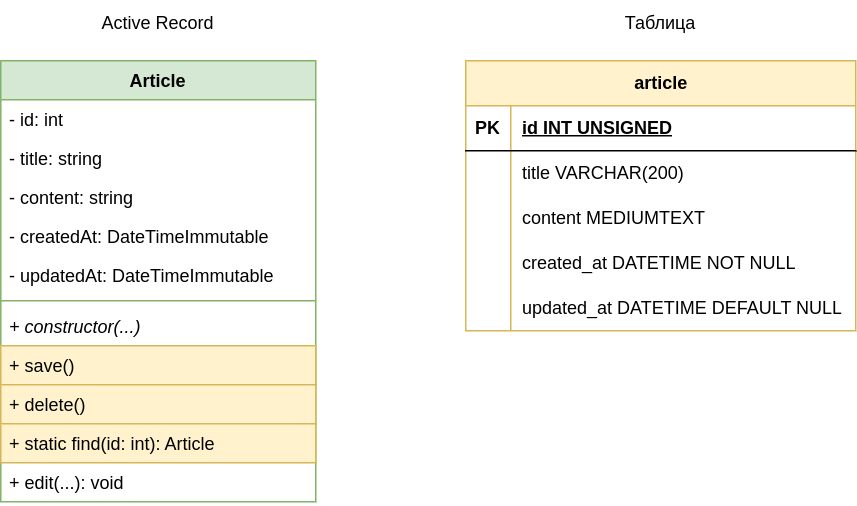 Active Record
Article
- id: int
- title: string
- content: string
- createdAt: DateTimeImmutable
- updatedAt: DateTimeImmutable
+ constructor(...)
+ save()
+ delete()
+ static find(id: int): Article
+ edit(...): void
Таблица
article
PK id INT UNSIGNED
title VARCHAR(200)
content MEDIUMTEXT
created_at DATETIME NOT NULL
updated_at DATETIME DEFAULT NULL